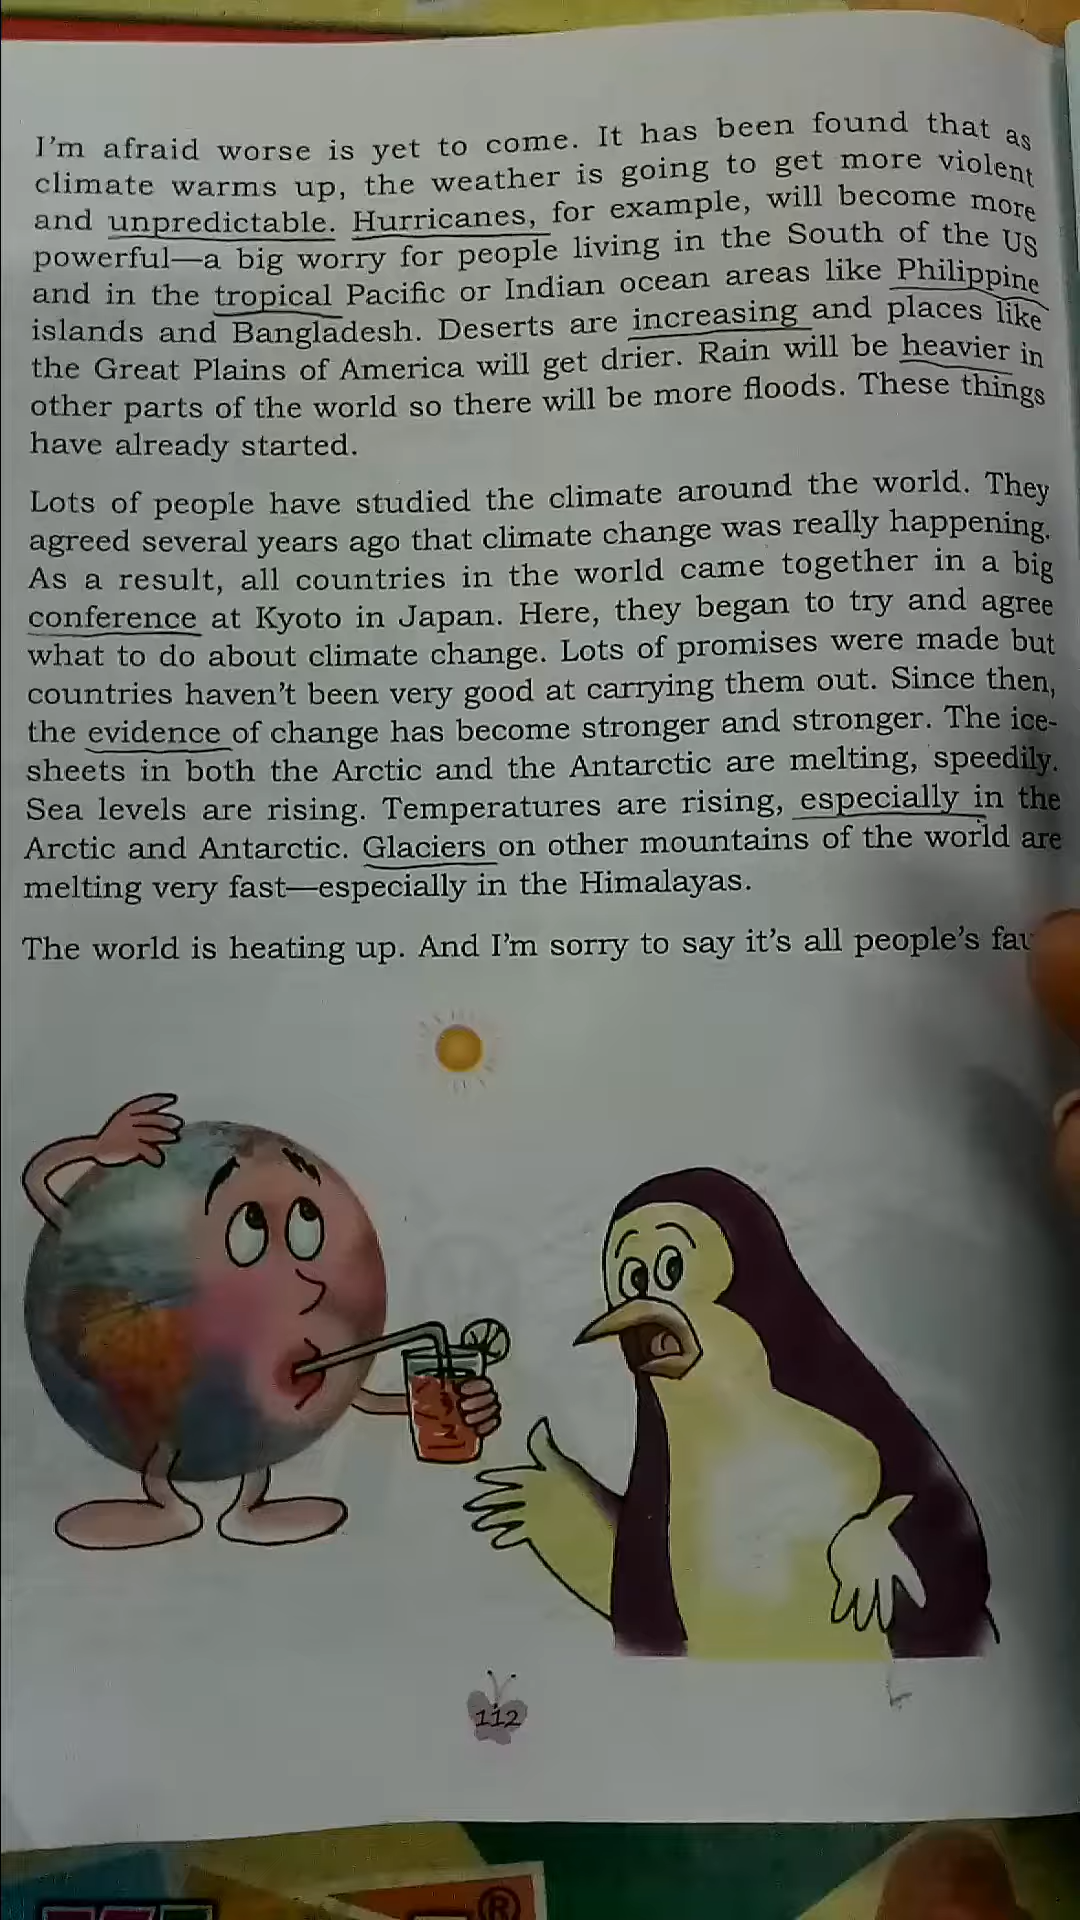 I'm afraid worse is yet to come. It has been found that as
climate warms up, the weather is going to get more violent
and unpredictable. Hurricanes, for example, will become more
powerful—a big worry for people living in the South of the US
and in the tropical Pacific or Indian ocean areas like Philippine
islands and Bangladesh. Deserts are increasing and places like
the Great Plains of America will get drier. Rain will be heavier in
other parts of the world so there will be more floods. These things
have already started.
Lots of people have studied the climate around the world. They
agreed several years ago that climate change was really happening.
As a result, all countries in the world came together in a big
conference at Kyoto in Japan. Here, they began to try and agree
what to do about climate change. Lots of promises were made but
countries haven't been very good at carrying them out. Since then,
the evidence of change has become stronger and stronger. The ice-
sheets in both the Arctic and the Antarctic are melting, speedily.
Sea levels are rising. Temperatures are rising, especially in the
Arctic and Antarctic. Glaciers on other mountains of the world are
melting very fast—especially in the Himalayas.
The world is heating up. And I'm sorry to say it's all people's
112
®